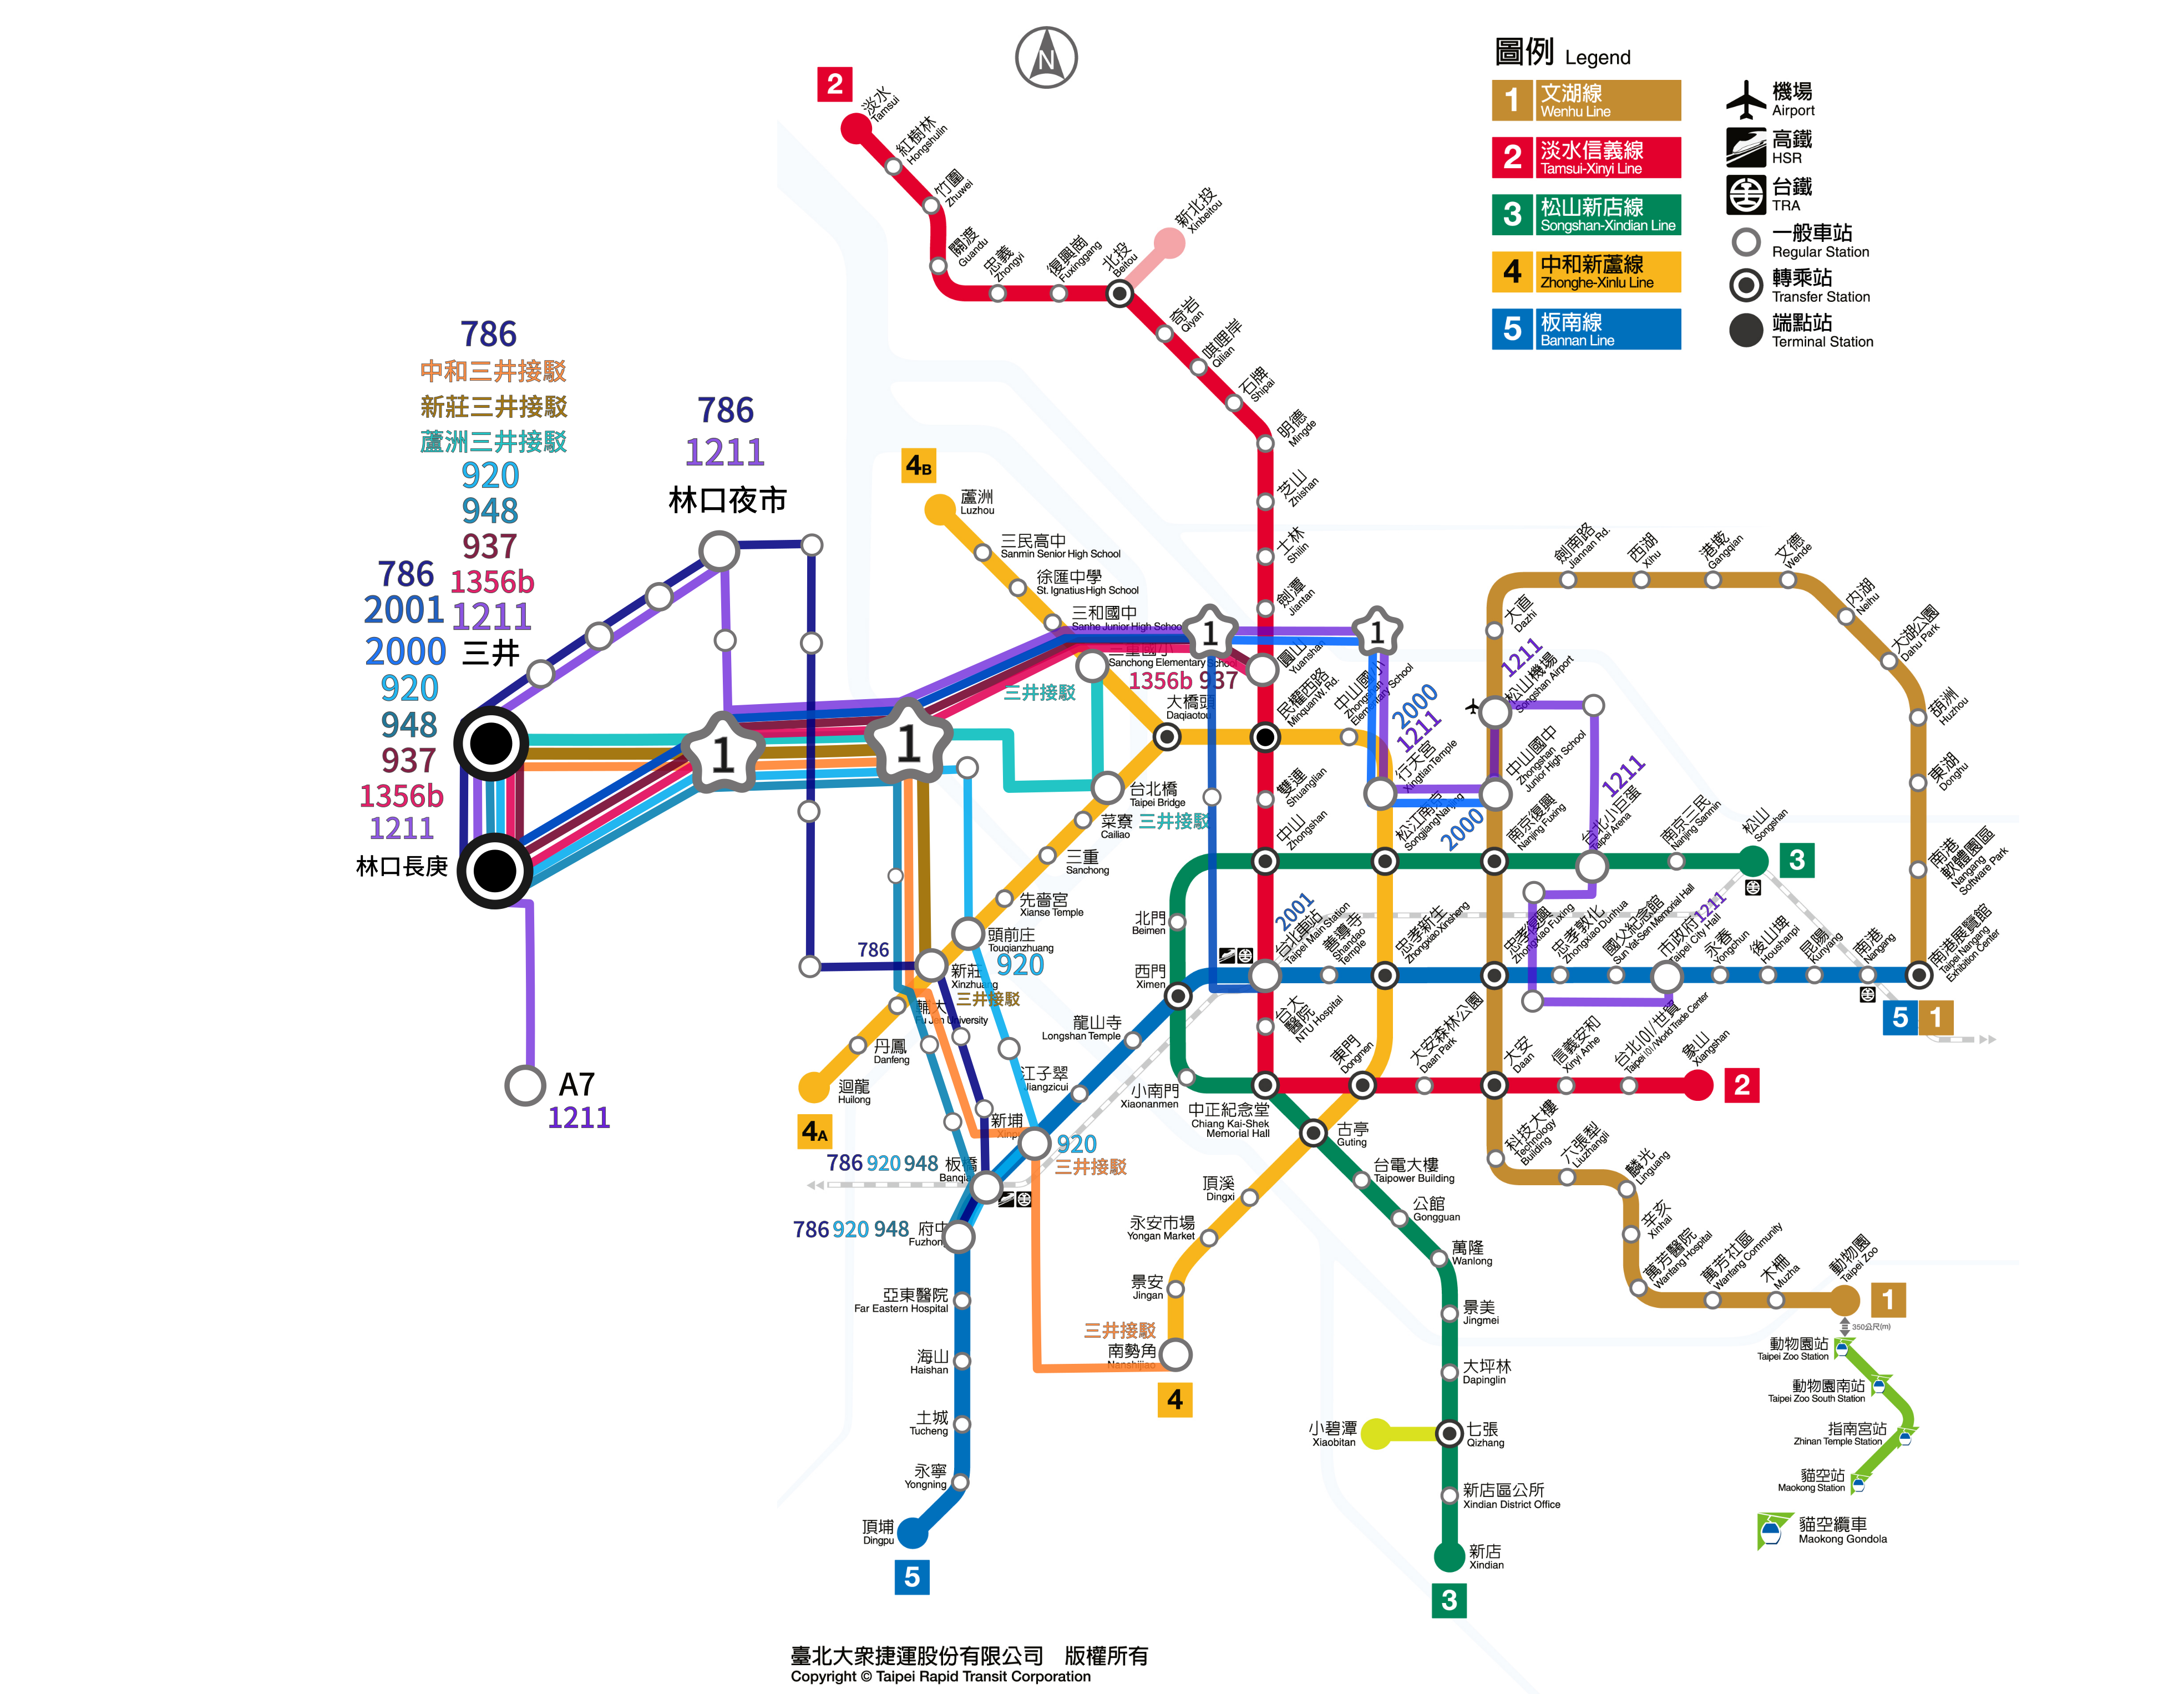 N
圖例 Legend
1 文湖線 Wenhu Line
2 淡水信義線 Tamsui-Xinyi Line
3 松山新店線 Songshan-Xindian Line
4 中和新蘆線 Zhonghe-Xinlu Line
5 板南線 Bannan Line
機場 Airport
高鐵 HSR
台鐵 TRA
一般車站 Regular Station
轉乘站 Transfer Station
端點站 Terminal Station
2
淡水 Tamsui
紅樹林 Hongshulin
竹圍 Zhuwei
關渡 Guandu
忠義 Zhongyi
復興崗 Fuxinggang
北投 Beitou
新北投 Xinbeitou
奇岩 Qiyan
唭哩岸 Qilian
石牌 Shipai
明德 Mingde
芝山 Zhishan
士林 Shilin
劍潭 Jiantan
圓山 Yuanshan
民權西路 Minquan W. Rd.
雙連 Shuanglian
中山 Zhongshan
786
中和三井接駁
新莊三井接駁
蘆洲三井接駁
920
948
937
1356b
1211
三井
786
2001
2000
920
948
937
1356b
1211
林口長庚
786
1211
林口夜市
A7
1211
1
1
1
1
4B
蘆洲 Luzhou
三民高中 Sanmin Senior High School
徐匯中學 St. Ignatius High School
三和國中 Sanhe Junior High School
三重國小 Sanchong Elementary School
三井接駁
1356b 937
大橋頭 Daqiaotou
台北橋 Taipei Bridge
菜寮 Cailiao
三井接駁
三重 Sanchong
先嗇宮 Xianse Temple
頭前庄 Touqianzhuang
920
786
新莊 Xinzhuang
三井接駁
輔大 Fu Jen University
丹鳳 Danfeng
迴龍 Huilong
4A
中山國小 Zhongshan Elementary School
2000
1211
行天宮 Xingtian Temple
松江南京 Songjiang Nanjing
2000
中山國中 Zhongshan Junior High School
1211
松山機場 Songshan Airport
大直 Dazhi
劍南路 Jiannan Rd.
西湖 Xihu
港墘 Gangqian
文德 Wende
內湖 Neihu
大湖公園 Dahu Park
葫洲 Huzhou
東湖 Donghu
南港軟體園區 Nangang Software Park
南港展覽館 Taipei Nangang Exhibition Center
5 1
南京復興 Nanjing Fuxing
1211
台北小巨蛋 Taipei Arena
南京三民 Nanjing Sanmin
松山 Songshan
3
北門 Beimen
西門 Ximen
2001
台北車站 Taipei Main Station
善導寺 Shandao Temple
忠孝新生 Zhongxiao Xinsheng
忠孝復興 Zhongxiao Fuxing
忠孝敦化 Zhongxiao Dunhua
國父紀念館 Sun Yat-Sen Memorial Hall
市政府 Taipei City Hall
1211
永春 Yongchun
後山埤 Houshanpi
昆陽 Kunyang
南港 Nangang
龍山寺 Longshan Temple
江子翠 Jiangzicui
新埔
920
三井接駁
786 920 948
板橋
786 920 948
府中
亞東醫院 Far Eastern Hospital
海山 Haishan
土城 Tucheng
永寧 Yongning
頂埔 Dingpu
5
小南門 Xiaonanmen
台大醫院 NTU Hospital
中正紀念堂 Chiang Kai-Shek Memorial Hall
東門 Dongmen
大安森林公園 Daan Park
大安 Daan
信義安和 Xinyi Anhe
台北101/世貿 Taipei 101/World Trade Center
象山 Xiangshan
2
古亭 Guting
頂溪 Dingxi
永安市場 Yongan Market
景安 Jingan
三井接駁
南勢角 Nanshijiao
4
台電大樓 Taipower Building
公館 Gongguan
萬隆 Wanlong
景美 Jingmei
大坪林 Dapinglin
小碧潭 Xiaobitan
七張 Qizhang
新店區公所 Xindian District Office
新店 Xindian
3
科技大樓 Technology Building
六張犁 Liuzhangli
麟光 Linguang
辛亥 Xinhai
萬芳醫院 Wanfang Hospital
萬芳社區 Wanfang Community
木柵 Muzha
動物園 Taipei Zoo
1
350公尺(m)
動物園站 Taipei Zoo Station
動物園南站 Taipei Zoo South Station
指南宮站 Zhinan Temple Station
貓空站 Maokong Station
貓空纜車 Maokong Gondola
臺北大眾捷運股份有限公司 版權所有
Copyright © Taipei Rapid Transit Corporation